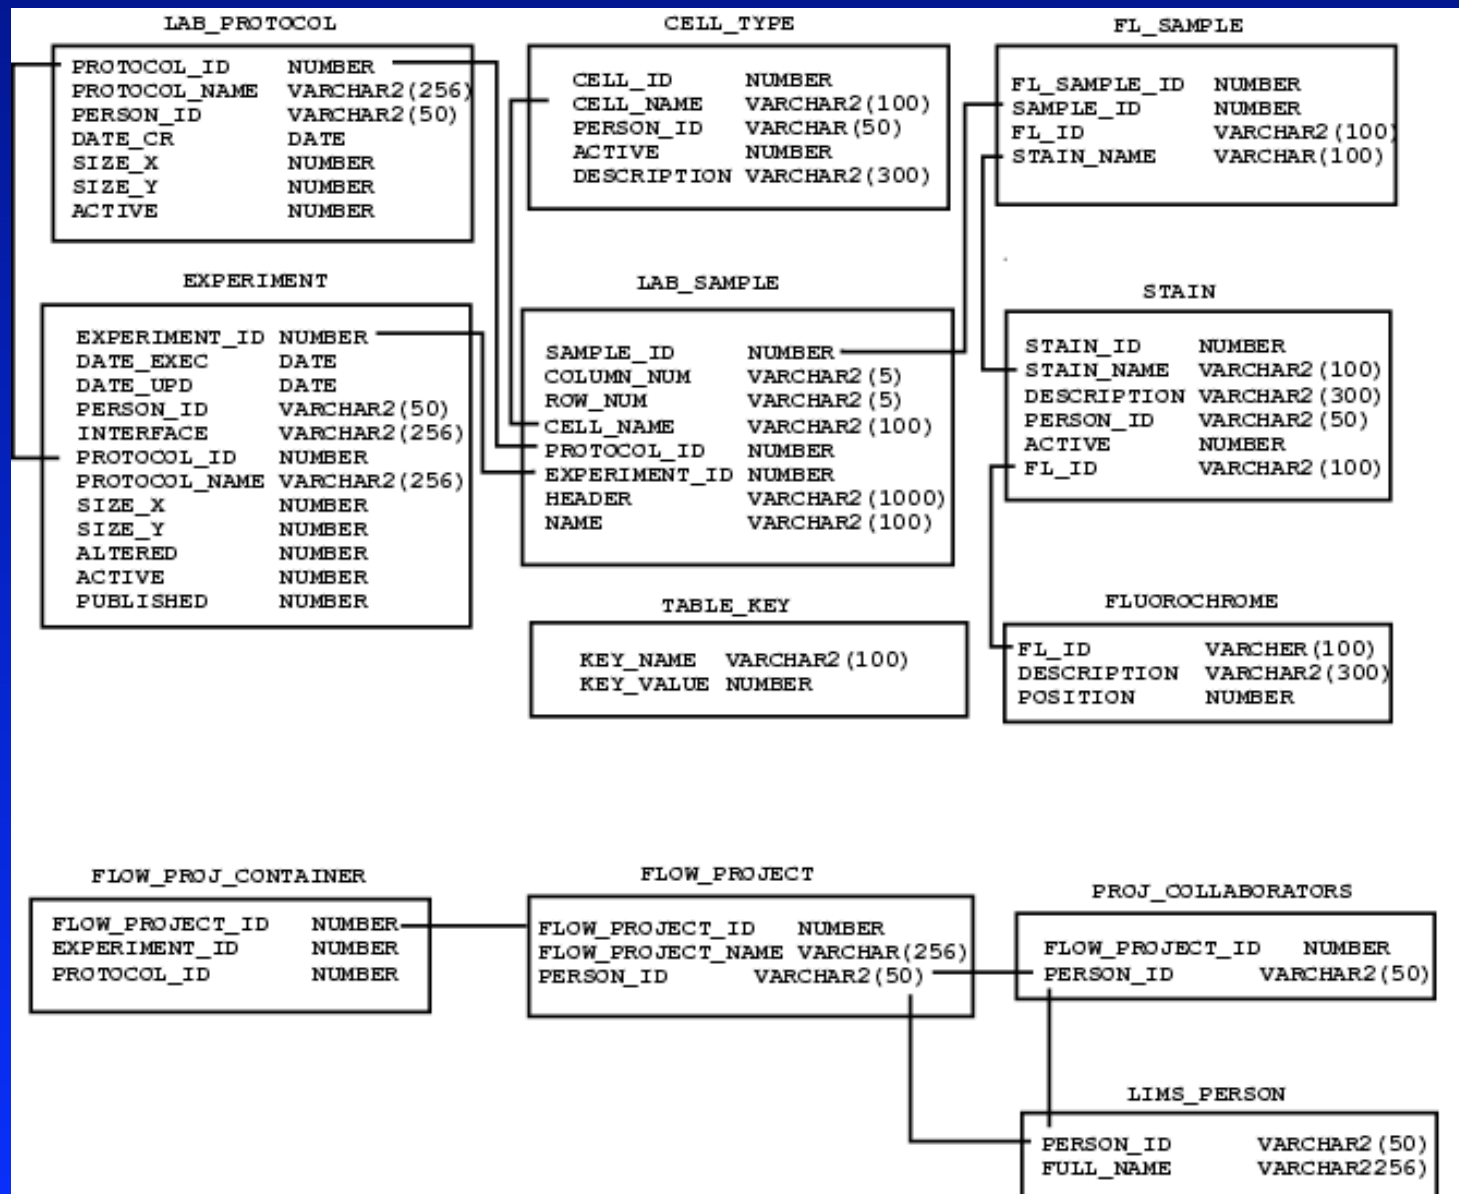 LAB_PROTOCOL
PROTOCOL_ID NUMBER
PROTOCOL_NAME VARCHAR2(256)
PERSON_ID VARCHAR2(50)
DATE_CR DATE
SIZE_X NUMBER
SIZE_Y NUMBER
ACTIVE NUMBER
CELL_TYPE
CELL_ID NUMBER
CELL_NAME VARCHAR2(100)
PERSON_ID VARCHAR(50)
ACTIVE NUMBER
DESCRIPTION VARCHAR2(300)
FL_SAMPLE
FL_SAMPLE_ID NUMBER
SAMPLE_ID NUMBER
FL_ID VARCHAR2(100)
STAIN_NAME VARCHAR(100)
EXPERIMENT
EXPERIMENT_ID NUMBER
DATE_EXEC DATE
DATE_UPD DATE
PERSON_ID VARCHAR2(50)
INTERFACE VARCHAR2(256)
PROTOCOL_ID NUMBER
PROTOCOL_NAME VARCHAR2(256)
SIZE_X NUMBER
SIZE_Y NUMBER
ALTERED NUMBER
ACTIVE NUMBER
PUBLISHED NUMBER
LAB_SAMPLE
SAMPLE_ID NUMBER
COLUMN_NUM VARCHAR2(5)
ROW_NUM VARCHAR2(5)
CELL_NAME VARCHAR2(100)
PROTOCOL_ID NUMBER
EXPERIMENT_ID NUMBER
HEADER VARCHAR2(1000)
NAME VARCHAR2(100)
STAIN
STAIN_ID NUMBER
STAIN_NAME VARCHAR2(100)
DESCRIPTION VARCHAR2(300)
PERSON_ID VARCHAR2(50)
ACTIVE NUMBER
FL_ID VARCHAR2(100)
TABLE_KEY
KEY_NAME VARCHAR2(100)
KEY_VALUE NUMBER
FLUOROCHROME
FL_ID VARCHER(100)
DESCRIPTION VARCHAR2(300)
POSITION NUMBER
FLOW_PROJ_CONTAINER
FLOW_PROJECT_ID NUMBER
EXPERIMENT_ID NUMBER
PROTOCOL_ID NUMBER
FLOW_PROJECT
FLOW_PROJECT_ID NUMBER
FLOW_PROJECT_NAME VARCHAR(256)
PERSON_ID VARCHAR2(50)
PROJ_COLLABORATORS
FLOW_PROJECT_ID NUMBER
PERSON_ID VARCHAR2(50)
LIMS_PERSON
PERSON_ID VARCHAR2(50)
FULL_NAME VARCHAR2256)